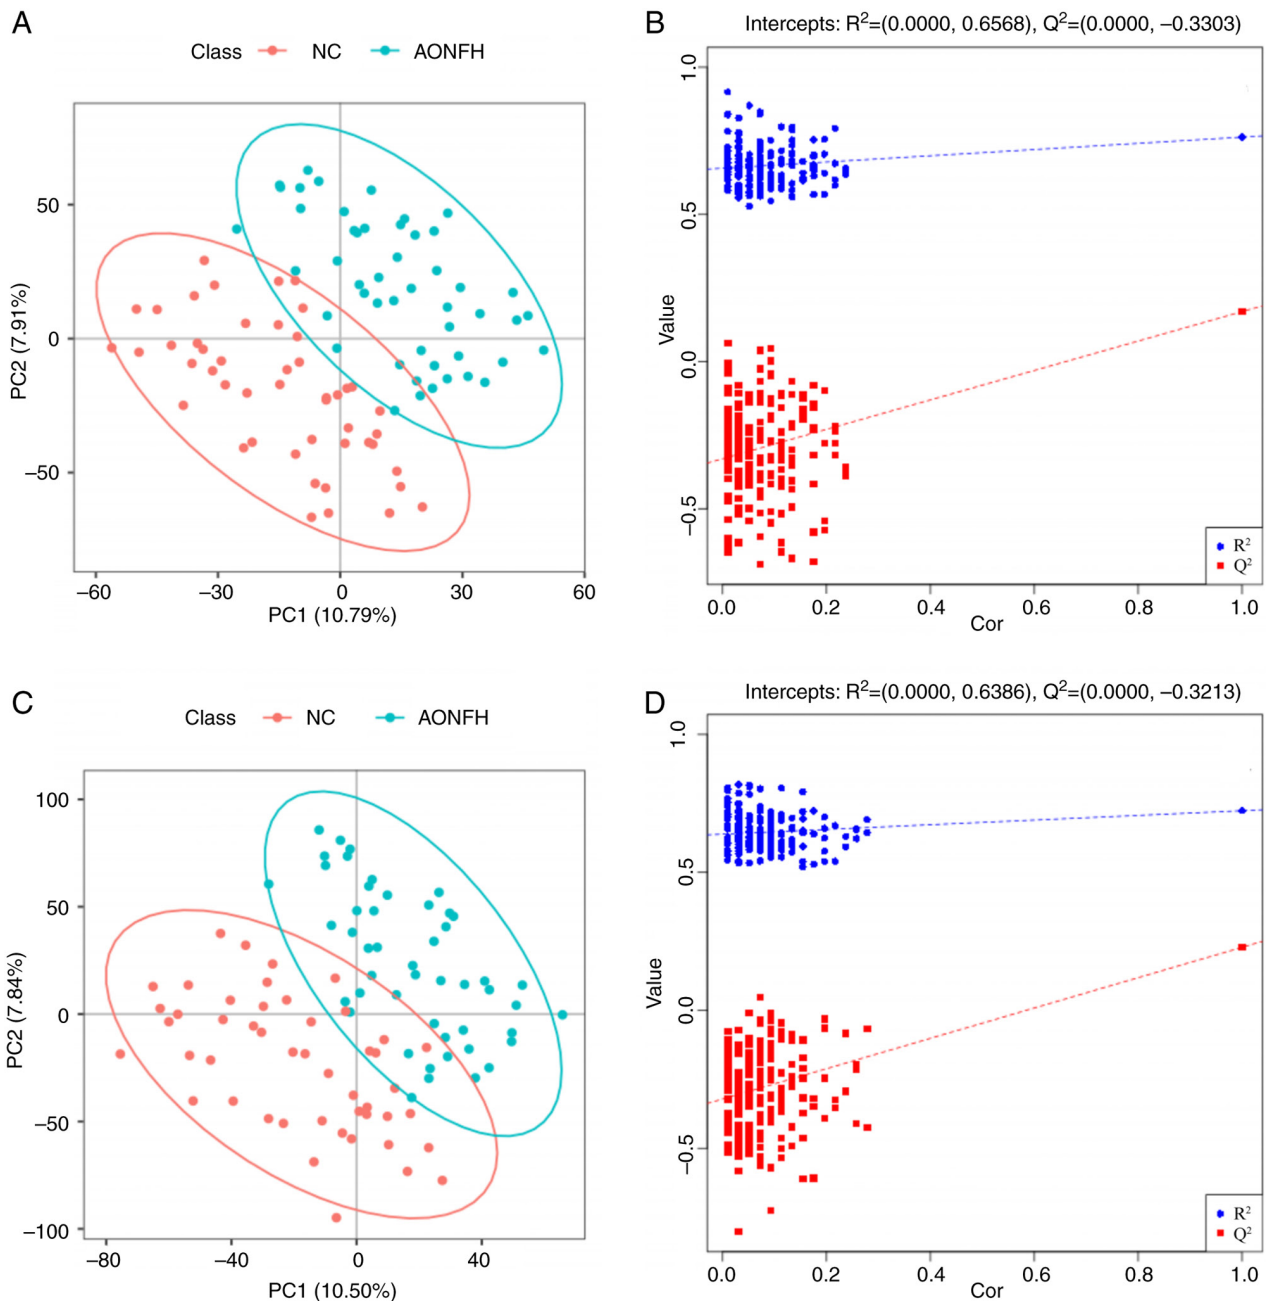 A
Class NC AONFH
50
0
−50
PC2 (7.91%)
−60 −30 0 30 60
PC1 (10.79%)
B
Intercepts: R²=(0.0000, 0.6568), Q²=(0.0000, −0.3303)
1.0
0.5
0.0
−0.5
Value
R²
Q²
0.0 0.2 0.4 0.6 0.8 1.0
Cor
C
Class NC AONFH
100
50
0
−50
−100
PC2 (7.84%)
−80 −40 0 40
PC1 (10.50%)
D
Intercepts: R²=(0.0000, 0.6386), Q²=(0.0000, −0.3213)
1.0
0.5
0.0
−0.5
Value
R²
Q²
0.0 0.2 0.4 0.6 0.8 1.0
Cor